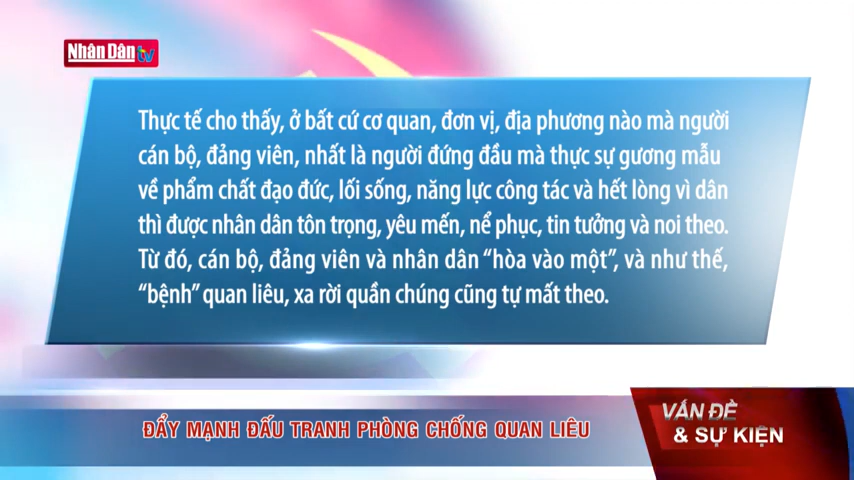 Nhân Dân tv
Thực tế cho thấy, ở bất cứ cơ quan, đơn vị, địa phương nào mà người
cán bộ, đảng viên, nhất là người đứng đầu mà thực sự gương mẫu
về phẩm chất đạo đức, lối sống, năng lực công tác và hết lòng vì dân
thì được nhân dân tôn trọng, yêu mến, nể phục, tin tưởng và noi theo.
Từ đó, cán bộ, đảng viên và nhân dân “hòa vào một”, và như thế,
“bệnh” quan liêu, xa rời quần chúng cũng tự mất theo.
ĐẨY MẠNH ĐẤU TRANH PHÒNG CHỐNG QUAN LIÊU
VẤN ĐỀ
& SỰ KIỆN